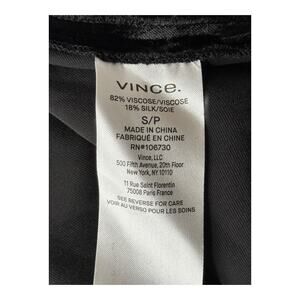 VINCE.
82% VISCOSE/VISCOSE
18% SILK/SOIE
S/P
MADE IN CHINA
FABRIQUÉ EN CHINE
RN#106730
Vince, LLC
500 Fifth Avenue, 20th Floor
New York, NY 10110
11 Rue Saint Florentin
75008 Paris France
SEE REVERSE FOR CARE
VOIR AU VERSO POUR LES SOINS